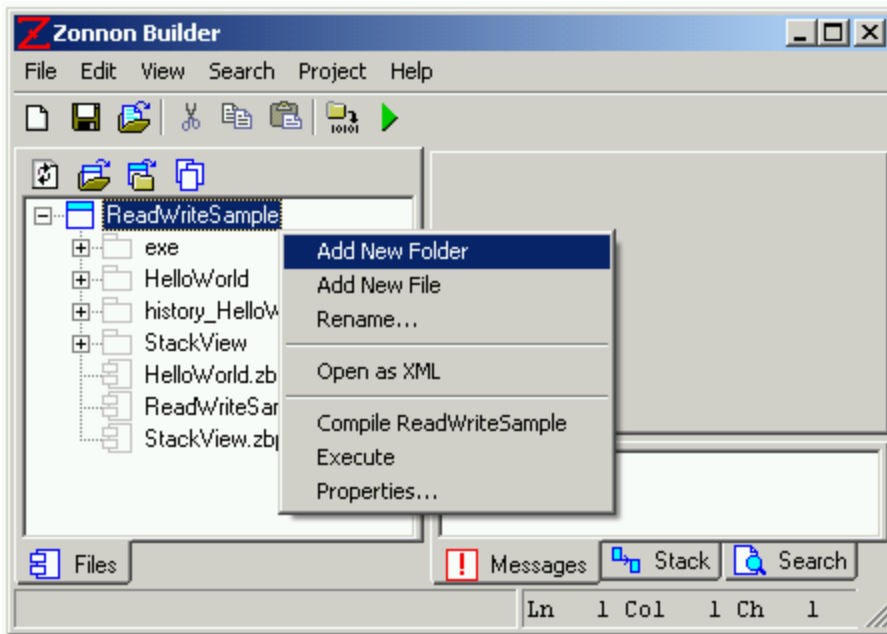 Zonnon Builder
File Edit View Search Project Help
ReadWriteSample
exe
HelloWorld
history_HelloW
StackView
HelloWorld.zb
ReadWriteSar
StackView.zb
Add New Folder
Add New File
Rename...
Open as XML
Compile ReadWriteSample
Execute
Properties...
Files
Messages Stack Search
Ln 1 Col 1 Ch 1